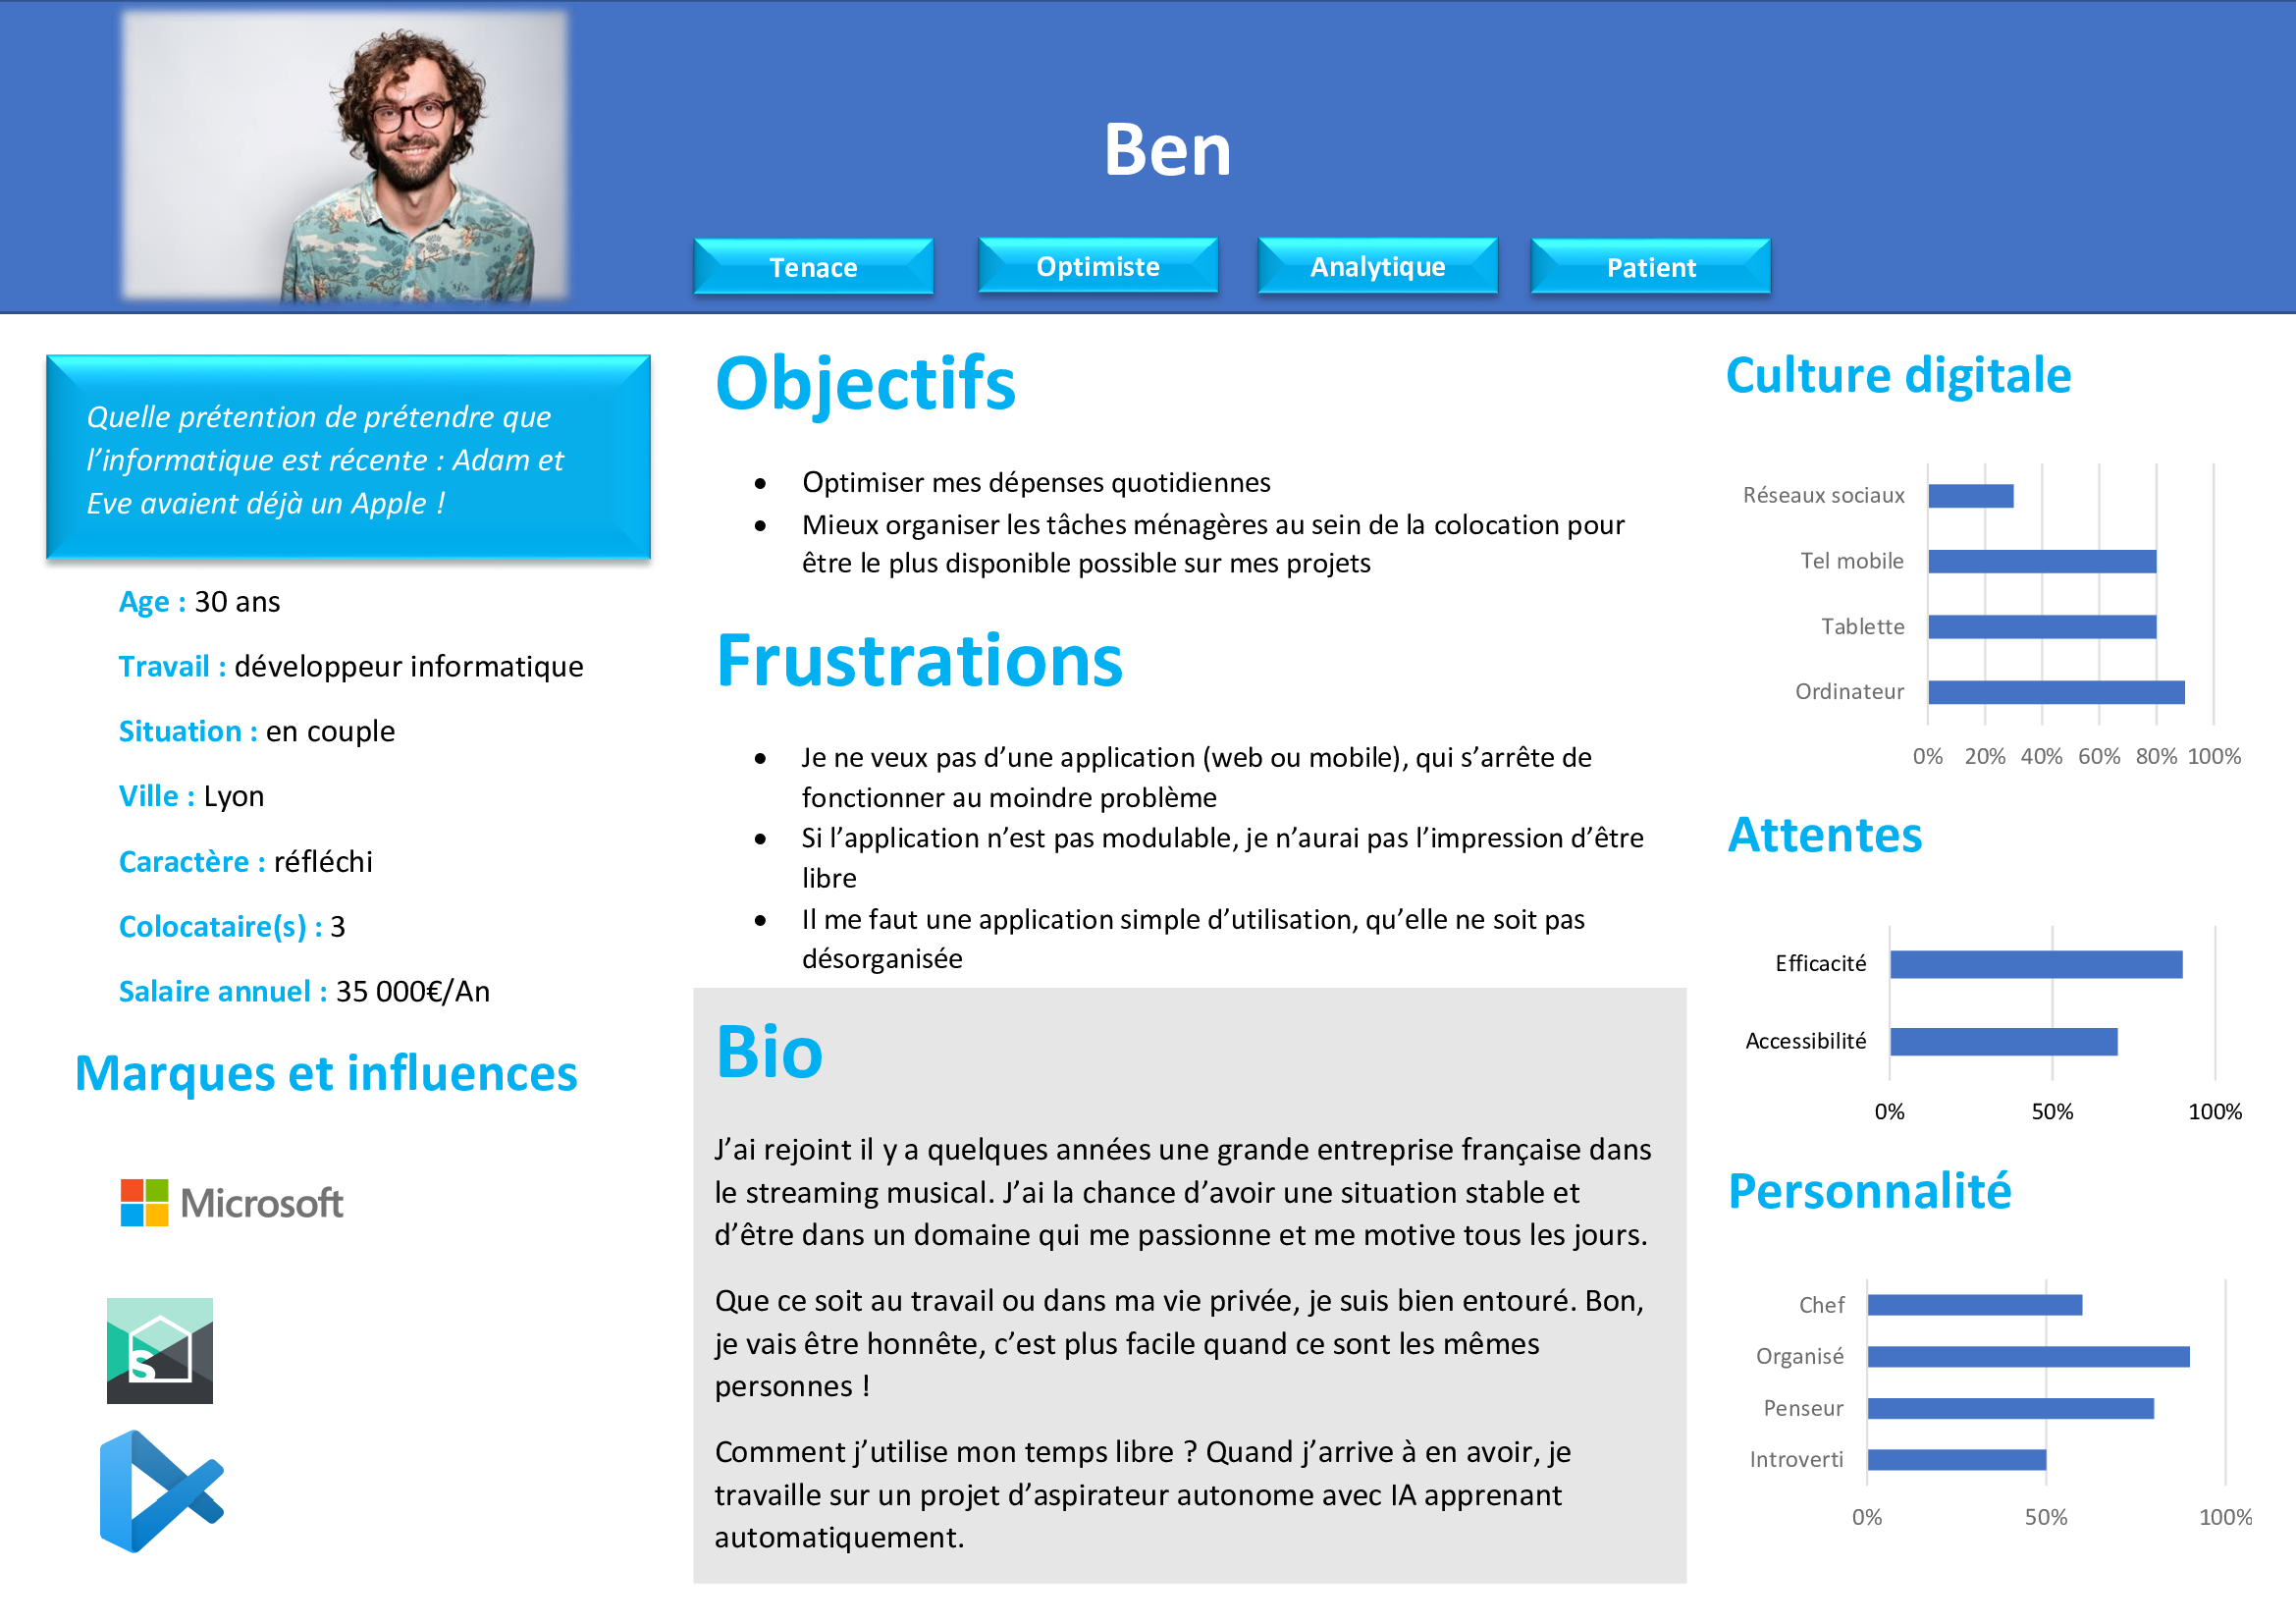 Ben
Tenace
Optimiste
Analytique
Patient
Quelle prétention de prétendre que
l’informatique est récente : Adam et
Eve avaient déjà un Apple !
Age : 30 ans
Travail : développeur informatique
Situation : en couple
Ville : Lyon
Caractère : réfléchi
Colocataire(s) : 3
Salaire annuel : 35 000€/An
Marques et influences
Microsoft
S
Objectifs
• Optimiser mes dépenses quotidiennes
• Mieux organiser les tâches ménagères au sein de la colocation pour
être le plus disponible possible sur mes projets
Frustrations
• Je ne veux pas d’une application (web ou mobile), qui s’arrête de
fonctionner au moindre problème
• Si l’application n’est pas modulable, je n’aurai pas l’impression d’être
libre
• Il me faut une application simple d’utilisation, qu’elle ne soit pas
désorganisée
Bio
J’ai rejoint il y a quelques années une grande entreprise française dans
le streaming musical. J’ai la chance d’avoir une situation stable et
d’être dans un domaine qui me passionne et me motive tous les jours.
Que ce soit au travail ou dans ma vie privée, je suis bien entouré. Bon,
je vais être honnête, c’est plus facile quand ce sont les mêmes
personnes !
Comment j’utilise mon temps libre ? Quand j’arrive à en avoir, je
travaille sur un projet d’aspirateur autonome avec IA apprenant
automatiquement.
Culture digitale
Réseaux sociaux
Tel mobile
Tablette
Ordinateur
0% 20% 40% 60% 80% 100%
Attentes
Efficacité
Accessibilité
0% 50% 100%
Personnalité
Chef
Organisé
Penseur
Introverti
0% 50% 100%